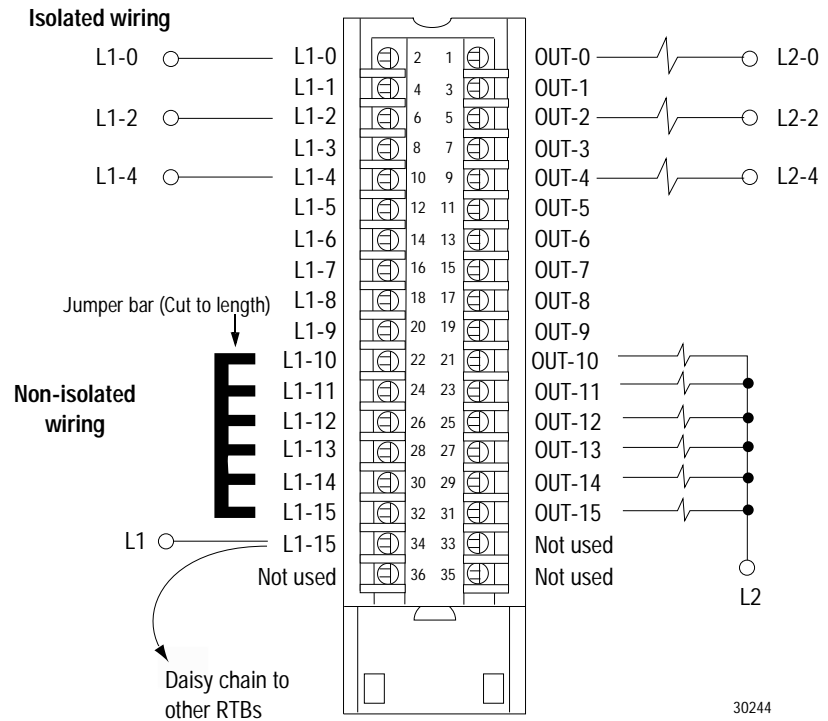 Isolated wiring
L1-0 L1-0 2 1 OUT-0 L2-0
L1-1 4 3 OUT-1
L1-2 L1-2 6 5 OUT-2 L2-2
L1-3 8 7 OUT-3
L1-4 L1-4 10 9 OUT-4 L2-4
L1-5 12 11 OUT-5
L1-6 14 13 OUT-6
L1-7 16 15 OUT-7
L1-8 18 17 OUT-8
Jumper bar (Cut to length)
L1-9 20 19 OUT-9
L1-10 22 21 OUT-10
Non-isolated
wiring
L1-11 24 23 OUT-11
L1-12 26 25 OUT-12
L1-13 28 27 OUT-13
L1-14 30 29 OUT-14
L1-15 32 31 OUT-15
L1 L1-15 34 33 Not used
Not used 36 35 Not used
L2
Daisy chain to
other RTBs
30244